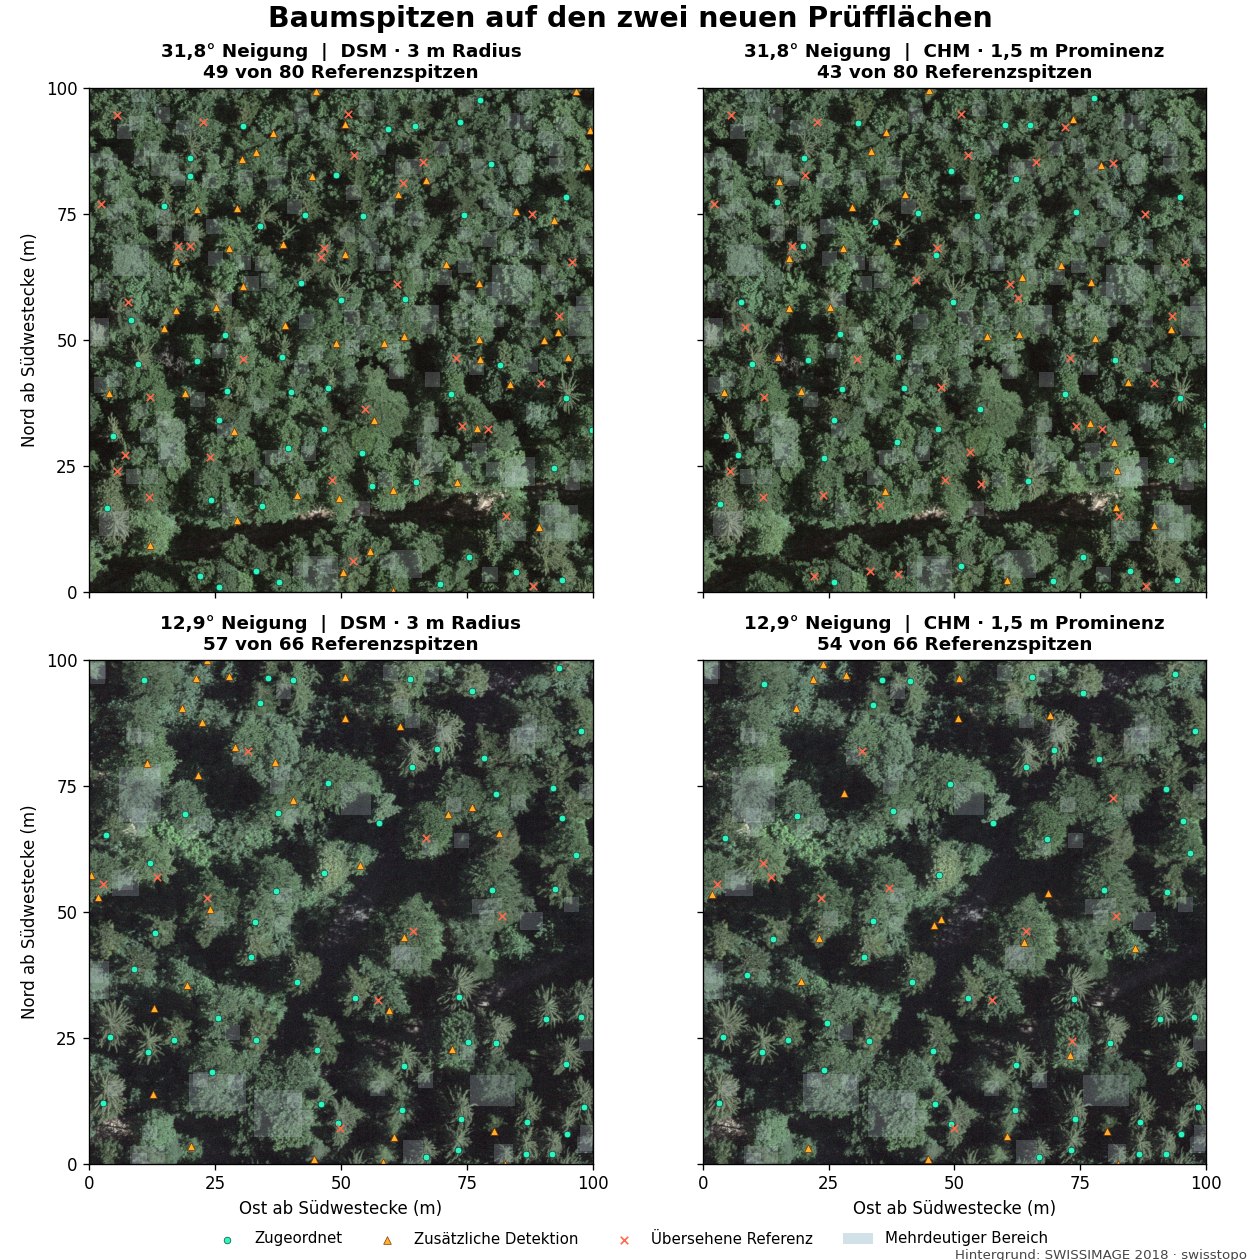 Baumspitzen auf den zwei neuen Prüfflächen
31,8° Neigung | DSM · 3 m Radius
49 von 80 Referenzspitzen
31,8° Neigung | CHM · 1,5 m Prominenz
43 von 80 Referenzspitzen
100
75
50
25
0
Nord ab Südwestecke (m)
12,9° Neigung | DSM · 3 m Radius
57 von 66 Referenzspitzen
12,9° Neigung | CHM · 1,5 m Prominenz
54 von 66 Referenzspitzen
100
75
50
25
0
Nord ab Südwestecke (m)
0 25 50 75 100
0 25 50 75 100
Ost ab Südwestecke (m)
Ost ab Südwestecke (m)
Zugeordnet
Zusätzliche Detektion
Übersehene Referenz
Mehrdeutiger Bereich
Hintergrund: SWISSIMAGE 2018 · swisstopo